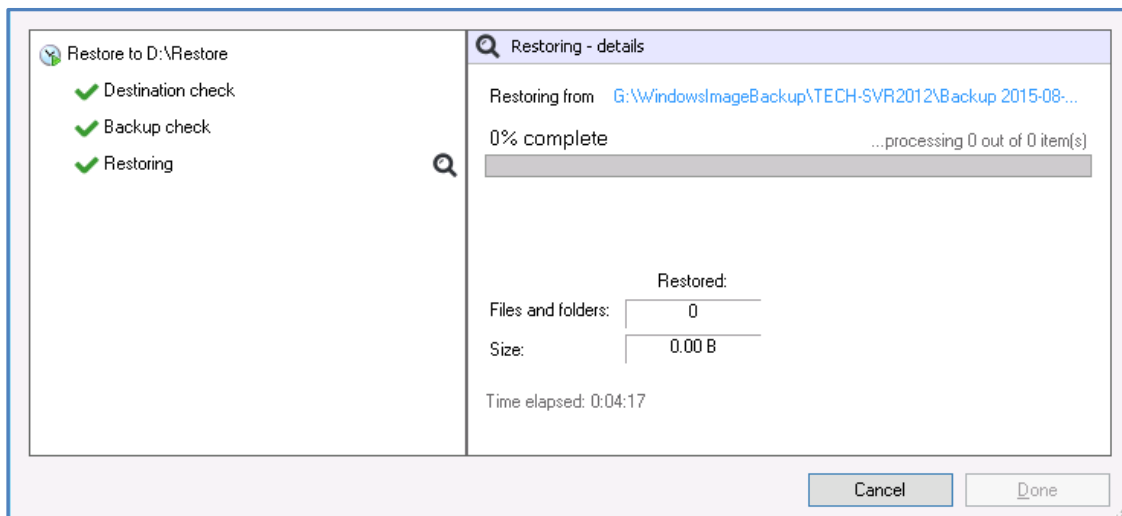 Restore to D:\Restore
Destination check
Backup check
Restoring
Restoring - details
Restoring from G:\WindowsImageBackup\TECH-SVR2012\Backup 2015-08-...
0% complete ...processing 0 out of 0 item(s)
Restored:
Files and folders: 0
Size: 0.00 B
Time elapsed: 0:04:17
Cancel Done